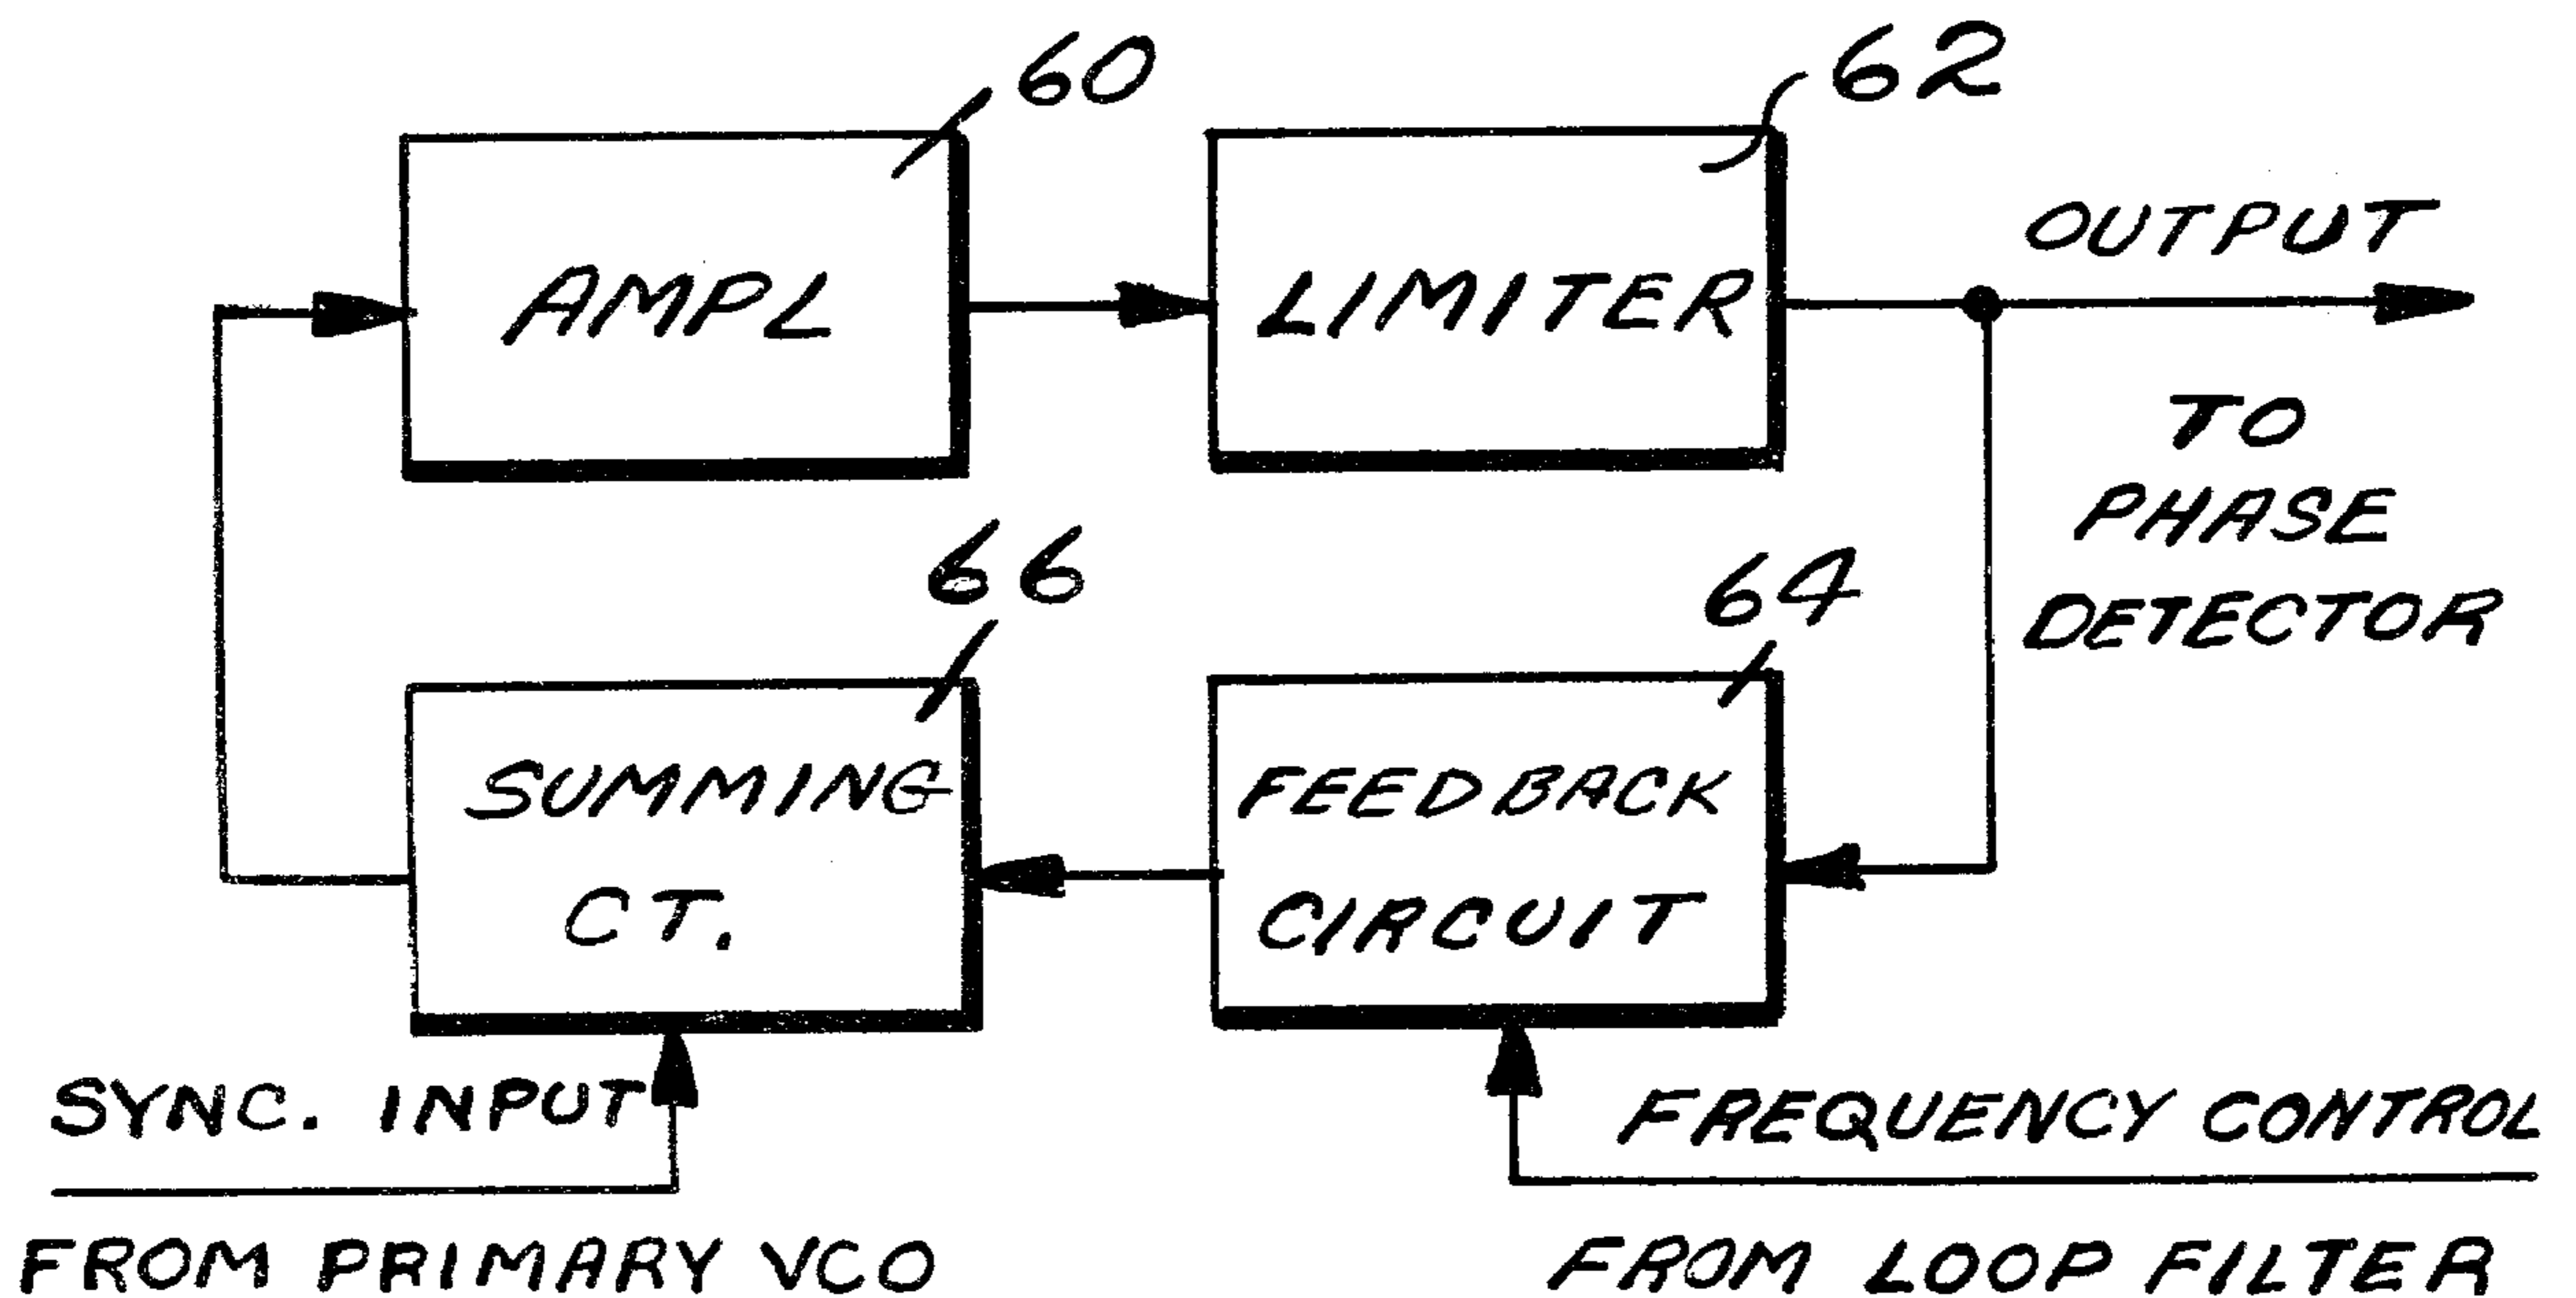 60
62
AMPL
LIMITER
OUTPUT
TO
PHASE
DETECTOR
66
64
SUMMING
CT.
FEEDBACK
CIRCUIT
SYNC. INPUT
FROM PRIMARY VCO
FREQUENCY CONTROL
FROM LOOP FILTER